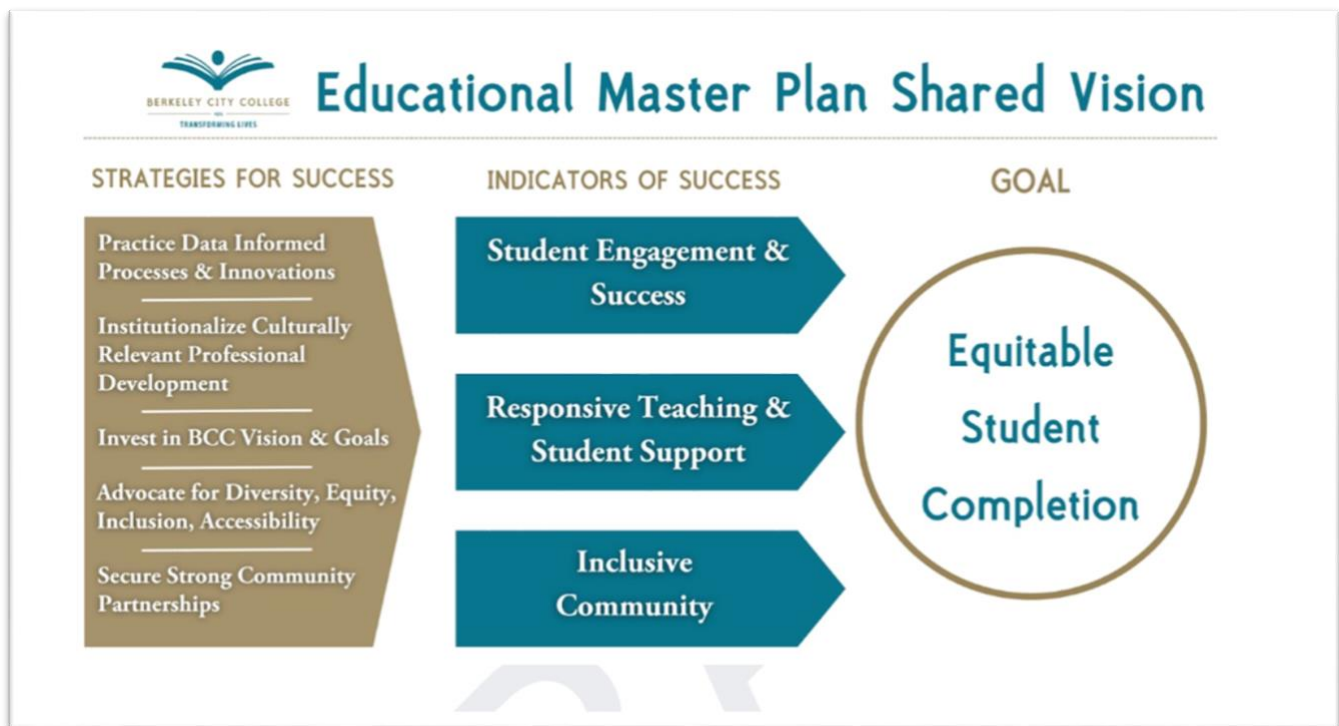 BERKELEY CITY COLLEGE
TRANSFORMING LIVES
Educational Master Plan Shared Vision
STRATEGIES FOR SUCCESS
Practice Data Informed
Processes & Innovations
Institutionalize Culturally
Relevant Professional
Development
Invest in BCC Vision & Goals
Advocate for Diversity, Equity,
Inclusion, Accessibility
Secure Strong Community
Partnerships
INDICATORS OF SUCCESS
Student Engagement &
Success
Responsive Teaching &
Student Support
Inclusive
Community
GOAL
Equitable
Student
Completion